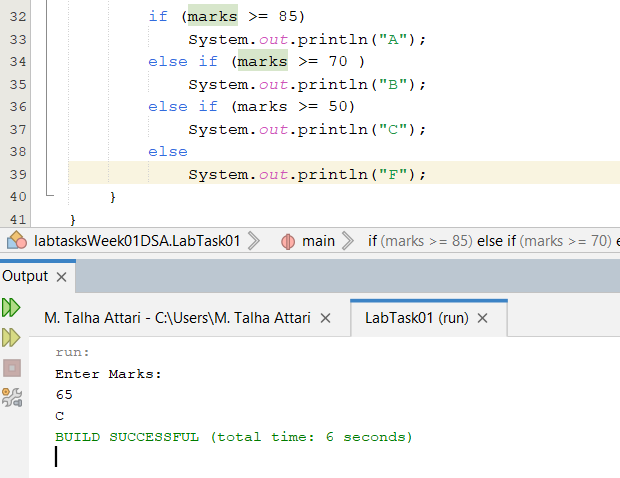 32 if (marks >= 85)
33 System.out.println("A");
34 else if (marks >= 70 )
35 System.out.println("B");
36 else if (marks >= 50)
37 System.out.println("C");
38 else
39 System.out.println("F");
40 }
41 }
labtasksWeek01DSA.LabTask01 main if (marks >= 85) else if (marks >= 70) e
Output ×
M. Talha Attari - C:\Users\M. Talha Attari × LabTask01 (run) ×
run:
Enter Marks:
65
C
BUILD SUCCESSFUL (total time: 6 seconds)